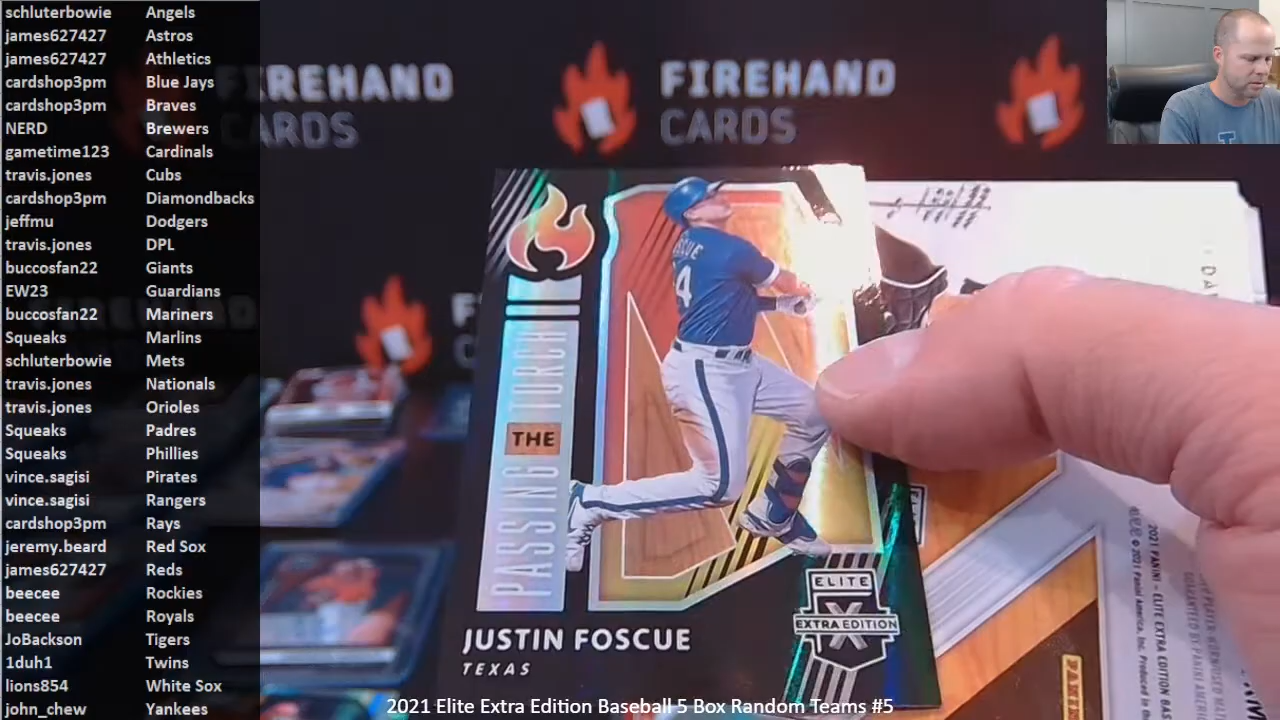 schluterbowie Angels
james627427 Astros
james627427 Athletics
cardshop3pm Blue Jays
cardshop3pm Braves
NERD Brewers
gametime123 Cardinals
travis.jones Cubs
cardshop3pm Diamondbacks
jeffmu Dodgers
travis.jones DPL
buccosfan22 Giants
EW23 Guardians
buccosfan22 Mariners
Squeaks Marlins
schluterbowie Mets
travis.jones Nationals
travis.jones Orioles
Squeaks Padres
Squeaks Phillies
vince.sagisi Pirates
vince.sagisi Rangers
cardshop3pm Rays
jeremy.beard Red Sox
james627427 Reds
beecee Rockies
beecee Royals
JoBackson Tigers
1duh1 Twins
lions854 White Sox
john_chew Yankees
FIREHAND
CARDS
FIREHAND
CARDS
PASSING THE TORCH
ELITE
X
EXTRA EDITION
JUSTIN FOSCUE
TEXAS
2021 Elite Extra Edition Baseball 5 Box Random Teams #5